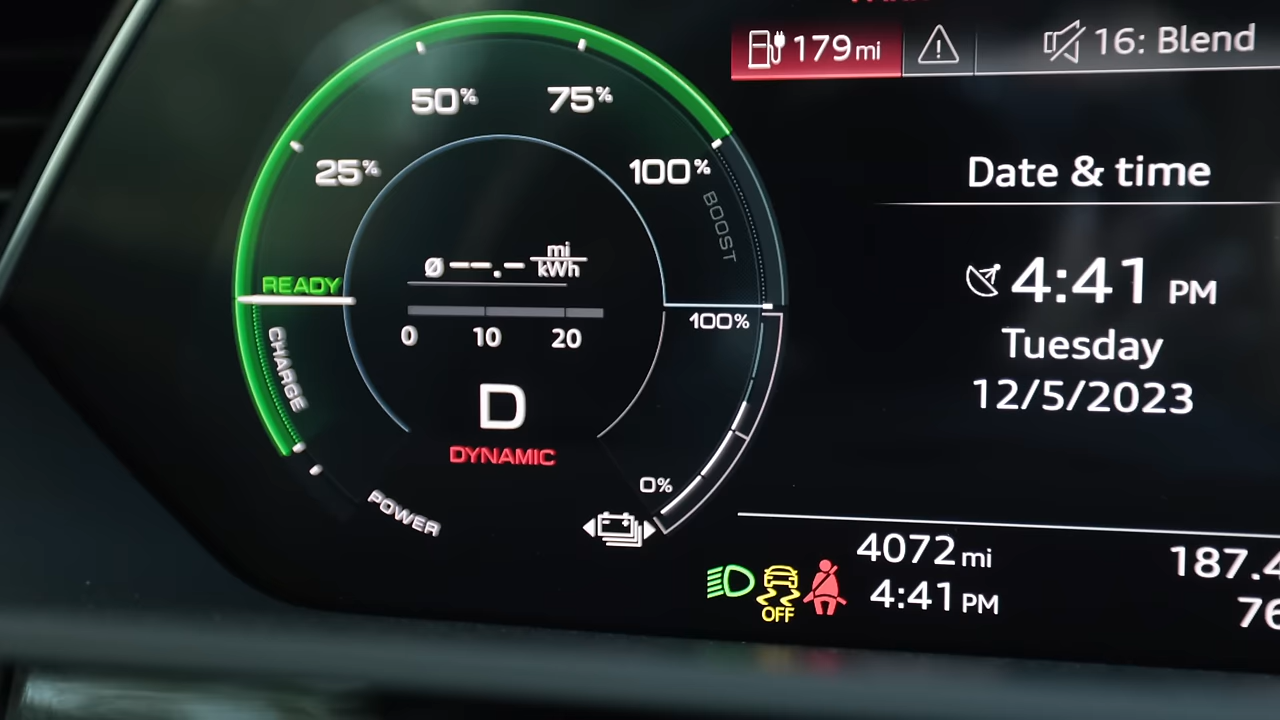 179 mi
16: Blend
50%
75%
25%
100%
BOOST
Date & time
ø--.- mi/kWh
READY
4:41 PM
0 10 20
100%
CHARGE
Tuesday
12/5/2023
D
DYNAMIC
0%
POWER
4072 mi
187.4
4:41 PM
OFF
76